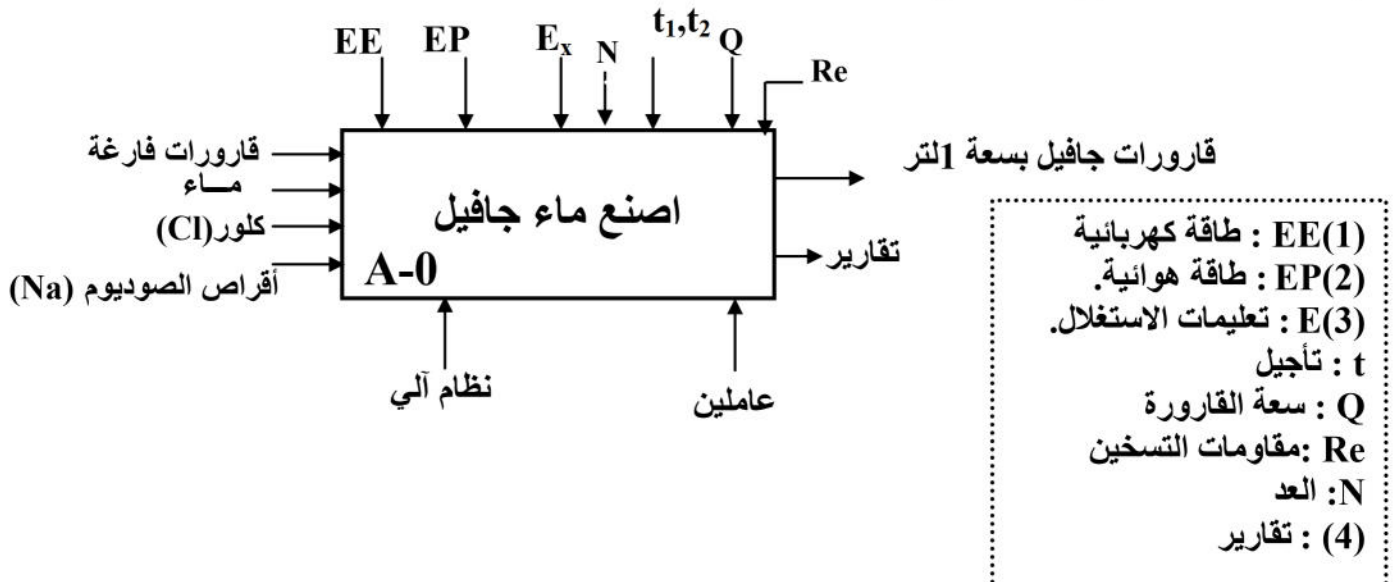 EE
EP
Ex
N
t1,t2
Q
Re
قارورات فارغة
مـــاء
كلور(Cl)
أقراص الصوديوم (Na)
اصنع ماء جافيل
A-0
قارورات جافيل بسعة 1لتر
تقارير
نظام آلي
عاملين
EE(1) : طاقة كهربائية
EP(2) : طاقة هوائية.
E(3) : تعليمات الاستغلال.
t : تأجيل
Q : سعة القارورة
Re :مقاومات التسخين
N: العد
(4) : تقارير